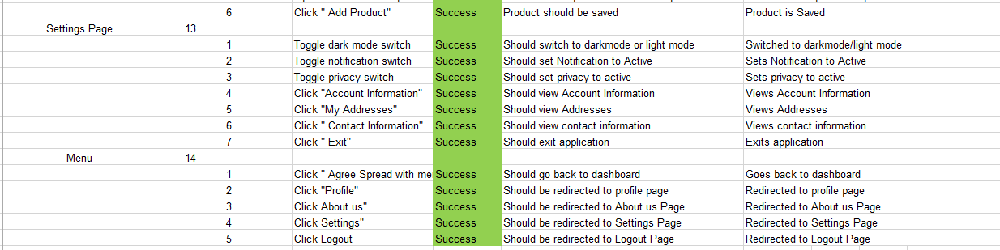 6 Click " Add Product" Success Product should be saved Product is Saved
Settings Page 13
1 Toggle dark mode switch Success Should switch to darkmode or light mode Switched to darkmode/light mode
2 Toggle notification switch Success Should set Notification to Active Sets Notification to Active
3 Toggle privacy switch Success Should set privacy to active Sets privacy to active
4 Click "Account Information" Success Should view Account Information Views Account Information
5 Click "My Addresses" Success Should view Addresses Views Addresses
6 Click " Contact Information" Success Should view contact information Views contact information
7 Click " Exit" Success Should exit application Exits application
Menu 14
1 Click " Agree Spread with me Success Should go back to dashboard Goes back to dashboard
2 Click "Profile" Success Should be redirected to profile page Redirected to profile page
3 Click About us" Success Should be redirected to About us Page Redirected to About us Page
4 Click Settings" Success Should be redirected to Settings Page Redirected to Settings Page
5 Click Logout Success Should be redirected to Logout Page Redirected to Logout Page